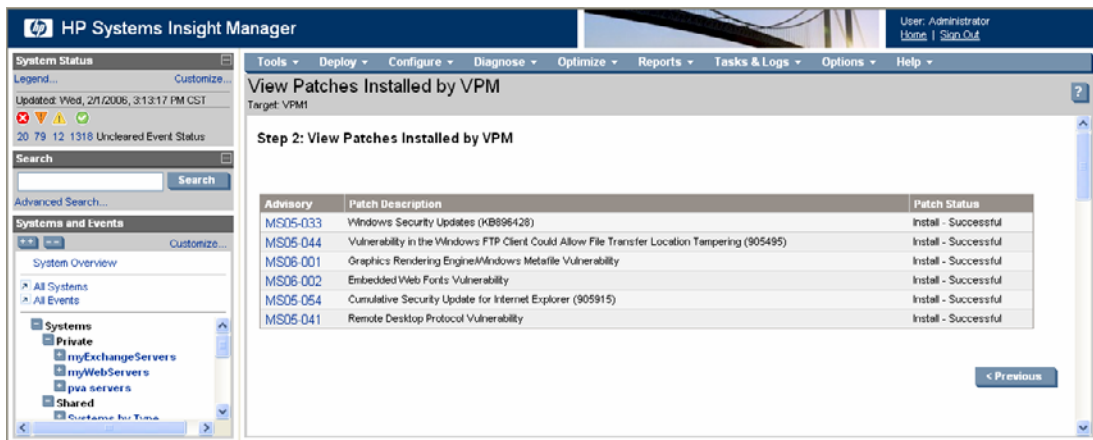 hp HP Systems Insight Manager
User: Administrator
Home | Sign Out
System Status
Legend... Customize...
Updated: Wed, 2/1/2006, 3:13:17 PM CST
20 79 12 1318 Uncleared Event Status
Search
Search
Advanced Search...
Systems and Events
Customize...
System Overview
All Systems
All Events
Systems
Private
myExchangeServers
myWebServers
pva servers
Shared
Systems by Type
Tools Deploy Configure Diagnose Optimize Reports Tasks & Logs Options Help
View Patches Installed by VPM
Target: VPM1
?
Step 2: View Patches Installed by VPM
Advisory Patch Description Patch Status
MS05-033 Windows Security Updates (KB896428) Install - Successful
MS05-044 Vulnerability in the Windows FTP Client Could Allow File Transfer Location Tampering (905495) Install - Successful
MS06-001 Graphics Rendering Engine/Windows Metafile Vulnerability Install - Successful
MS06-002 Embedded Web Fonts Vulnerability Install - Successful
MS05-054 Cumulative Security Update for Internet Explorer (905915) Install - Successful
MS05-041 Remote Desktop Protocol Vulnerability Install - Successful
< Previous